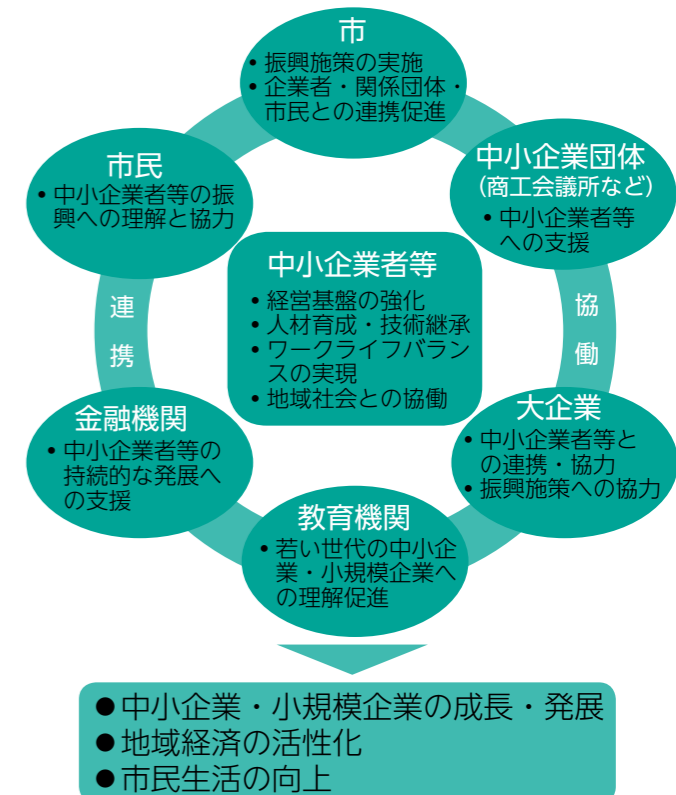 市
• 振興施策の実施
• 企業者・関係団体・
市民との連携促進
市民
• 中小企業者等の振
興への理解と協力
中小企業団体
(商工会議所など)
• 中小企業者等
への支援
中小企業者等
• 経営基盤の強化
• 人材育成・技術継承
• ワークライフバラン
スの実現
• 地域社会との協働
連
携
協
働
金融機関
• 中小企業者等の
持続的な発展へ
の支援
大企業
• 中小企業者等と
の連携・協力
• 振興施策への協力
教育機関
• 若い世代の中小企
業・小規模企業へ
の理解促進
●中小企業・小規模企業の成長・発展
●地域経済の活性化
●市民生活の向上